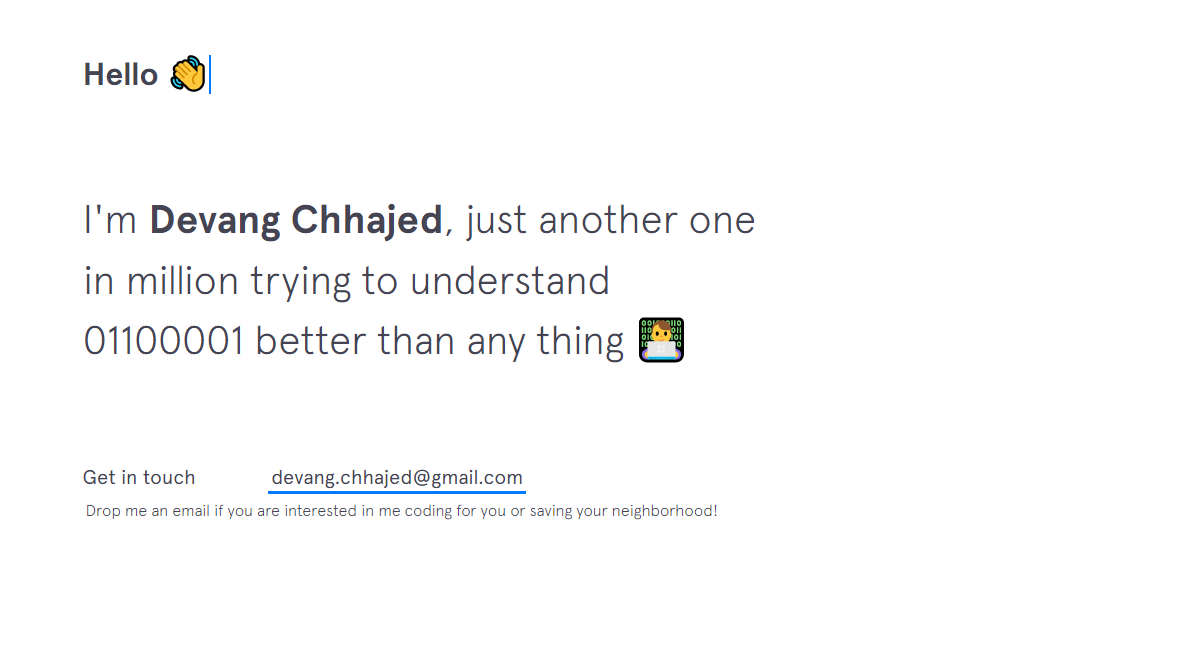 Hello 👋
I'm Devang Chhajed, just another one
in million trying to understand
01100001 better than any thing 👨‍💻
Get in touch devang.chhajed@gmail.com
Drop me an email if you are interested in me coding for you or saving your neighborhood!